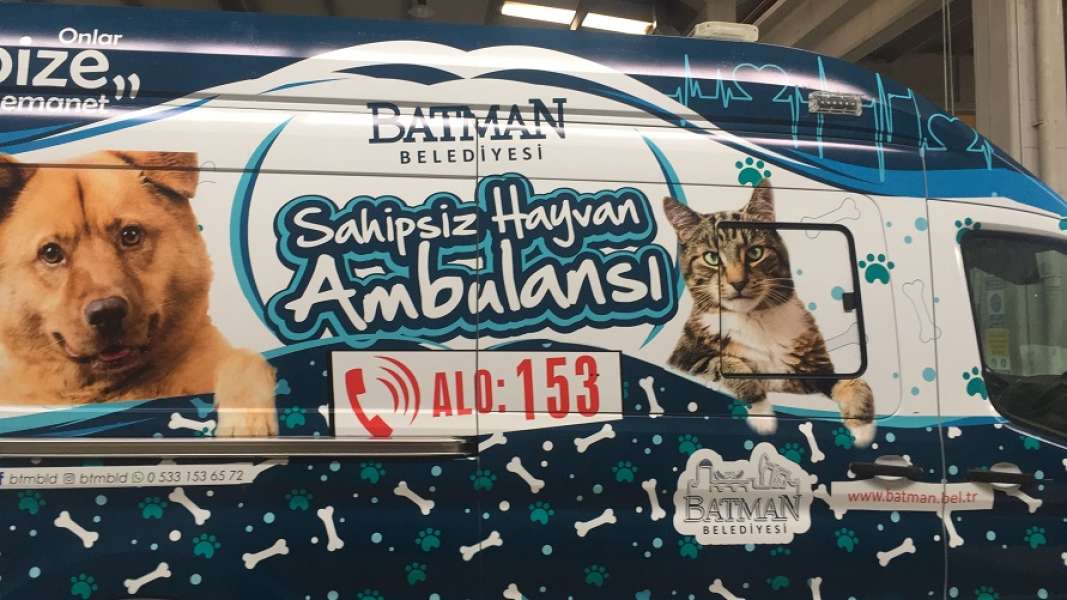 Onlar
bize
emanet
BATMAN
BELEDİYESİ
Sahipsiz Hayvan
Ambulansı
ALO: 153
btmbld btmbld 0 533 153 65 72
BATMAN
BELEDİYESİ
www.batman.bel.tr